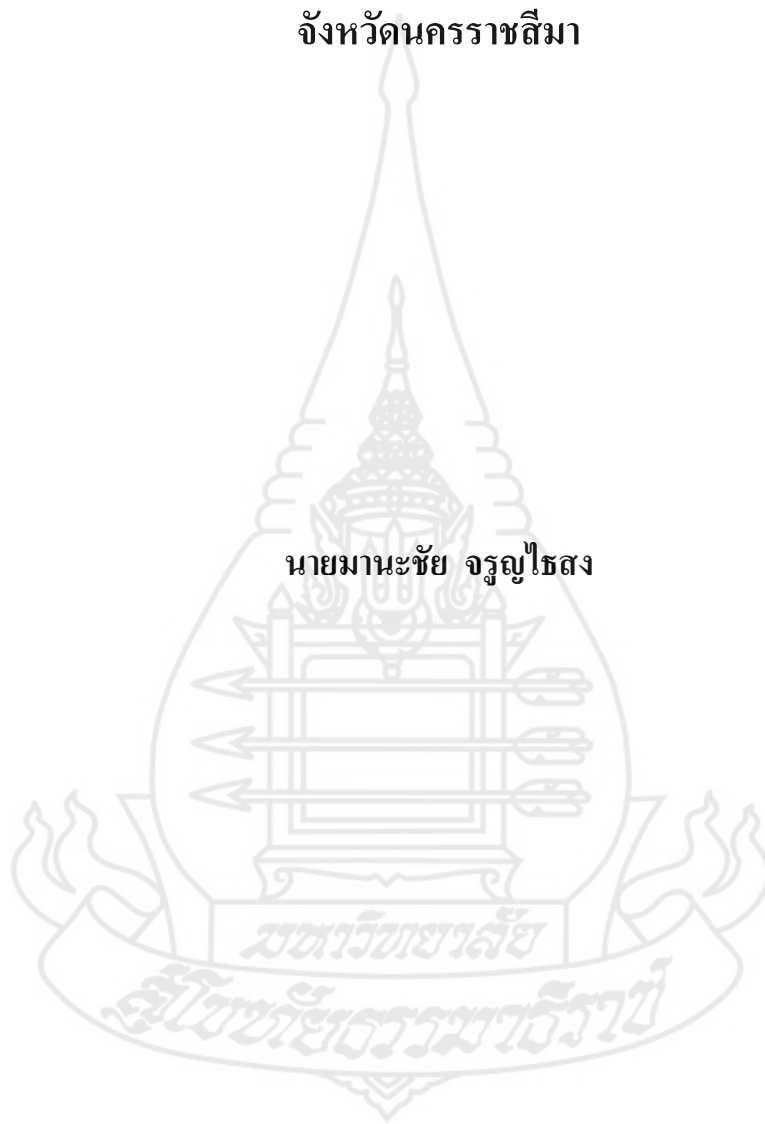 จังหวัดนครราชสีมา
นายมานะชัย จรูญไธสง
มหาวิทยาลัย
สุโขทัยธรรมาธิราช